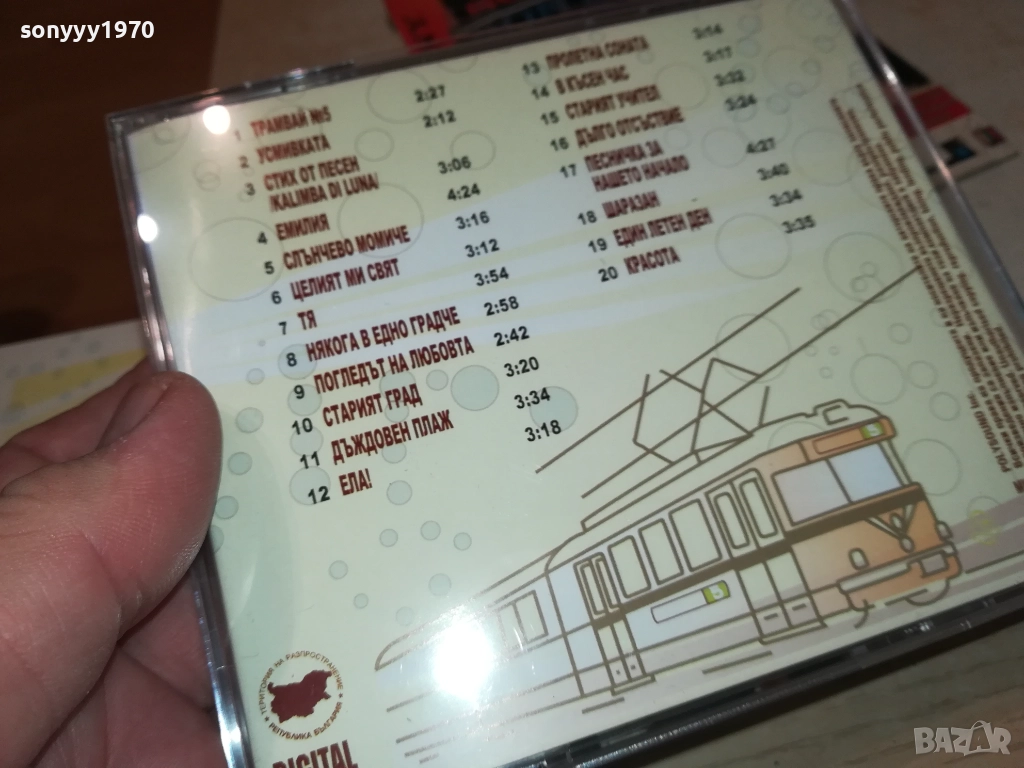 sonyyy1970
1 ТРАМВАЙ №5 2:27
2 УСМИВКАТА 2:12
3 СТИХ ОТ ПЕСЕН
/KALIMBA DI LUNA/ 3:06
4 ЕМИЛИЯ 4:24
5 СЛЪНЧЕВО МОМИЧЕ 3:16
6 ЦЕЛИЯТ МИ СВЯТ 3:12
7 ТЯ 3:54
8 НЯКОГА В ЕДНО ГРАДЧЕ 2:58
9 ПОГЛЕДЪТ НА ЛЮБОВТА 2:42
10 СТАРИЯТ ГРАД 3:20
11 ДЪЖДОВЕН ПЛАЖ 3:34
12 ЕЛА! 3:18
13 ПРОЛЕТНА СОНАТА 3:14
14 В КЪСЕН ЧАС 3:17
15 СТАРИЯТ УЧИТЕЛ 3:22
16 ДЪЛГО ОТСЪСТВИЕ 3:24
17 ПЕСНИЧКА ЗА
НАШЕТО НАЧАЛО 4:27
18 ШАРАЗАН 3:40
19 ЕДИН ЛЕТЕН ДЕН 3:34
20 КРАСОТА 3:35
ТЕРИТОРИЯ НА РАЗПРОСТРАНЕНИЕ
РЕПУБЛИКА БЪЛГАРИЯ
DIGITAL
BAZAR